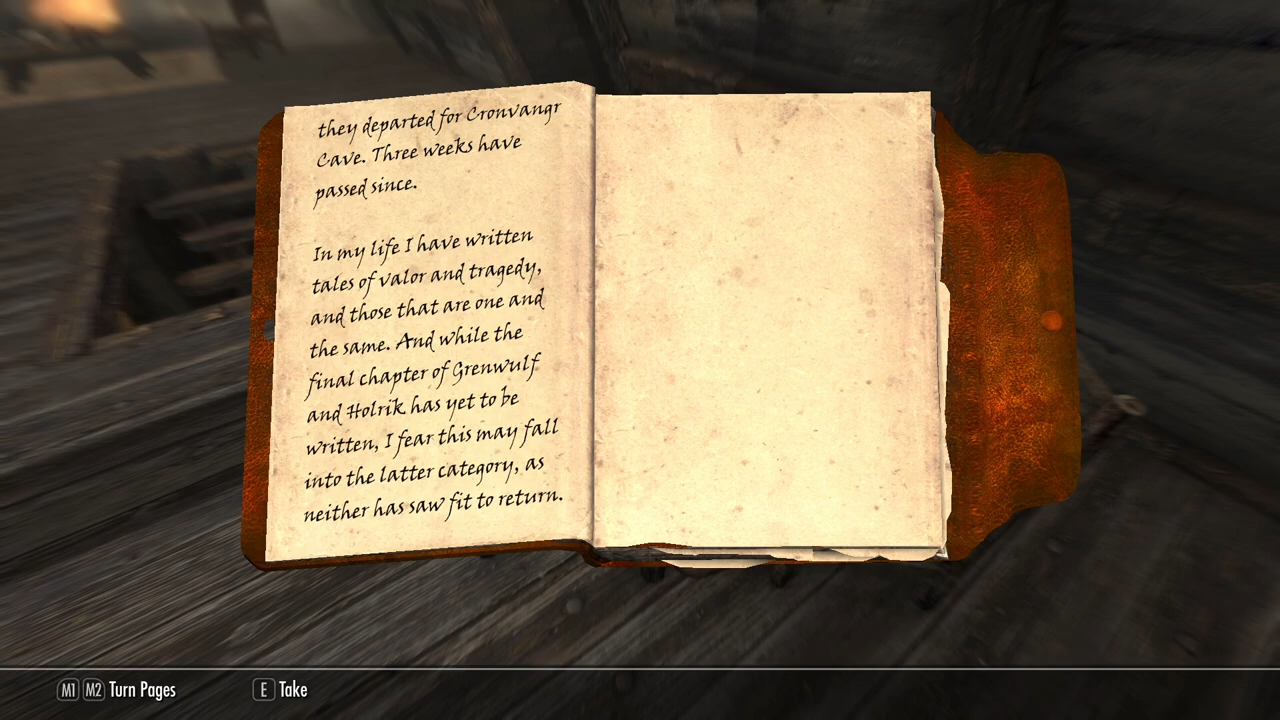 they departed for Cronvangr
Cave. Three weeks have
passed since.
In my life I have written
tales of valor and tragedy,
and those that are one and
the same. And while the
final chapter of Grenwulf
and Holrik has yet to be
written, I fear this may fall
into the latter category, as
neither has saw fit to return.
M1 M2 Turn Pages
E Take